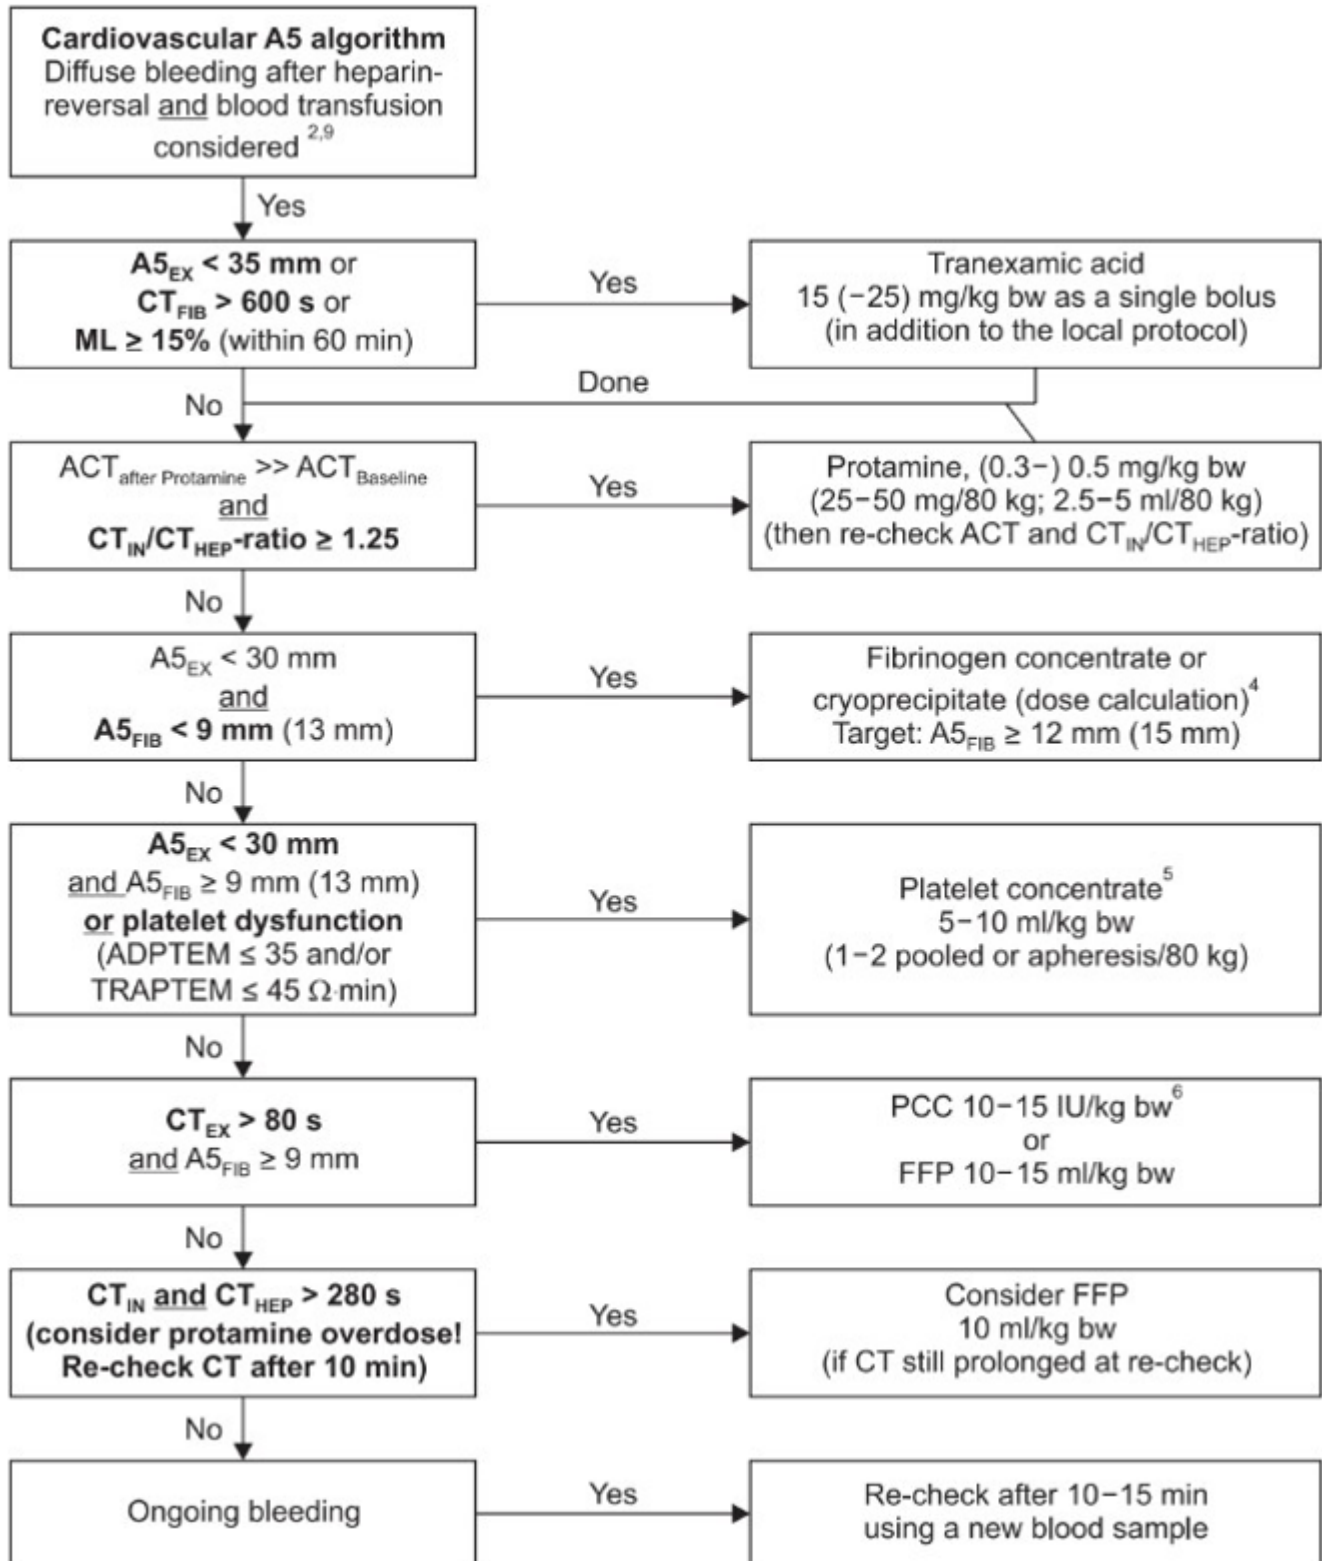 Cardiovascular A5 algorithm
Diffuse bleeding after heparin-
reversal and blood transfusion
considered 2,9
Yes
A5EX < 35 mm or
CTFIB > 600 s or
ML ≥ 15% (within 60 min)
Yes
Tranexamic acid
15 (−25) mg/kg bw as a single bolus
(in addition to the local protocol)
Done
No
ACTafter Protamine >> ACTBaseline
and
CTIN/CTHEP-ratio ≥ 1.25
Yes
Protamine, (0.3−) 0.5 mg/kg bw
(25−50 mg/80 kg; 2.5−5 ml/80 kg)
(then re-check ACT and CTIN/CTHEP-ratio)
No
A5EX < 30 mm
and
A5FIB < 9 mm (13 mm)
Yes
Fibrinogen concentrate or
cryoprecipitate (dose calculation)4
Target: A5FIB ≥ 12 mm (15 mm)
No
A5EX < 30 mm
and A5FIB ≥ 9 mm (13 mm)
or platelet dysfunction
(ADPTEM ≤ 35 and/or
TRAPTEM ≤ 45 Ω·min)
Yes
Platelet concentrate5
5−10 ml/kg bw
(1−2 pooled or apheresis/80 kg)
No
CTEX > 80 s
and A5FIB ≥ 9 mm
Yes
PCC 10−15 IU/kg bw6
or
FFP 10−15 ml/kg bw
No
CTIN and CTHEP > 280 s
(consider protamine overdose!
Re-check CT after 10 min)
Yes
Consider FFP
10 ml/kg bw
(if CT still prolonged at re-check)
No
Ongoing bleeding
Yes
Re-check after 10−15 min
using a new blood sample